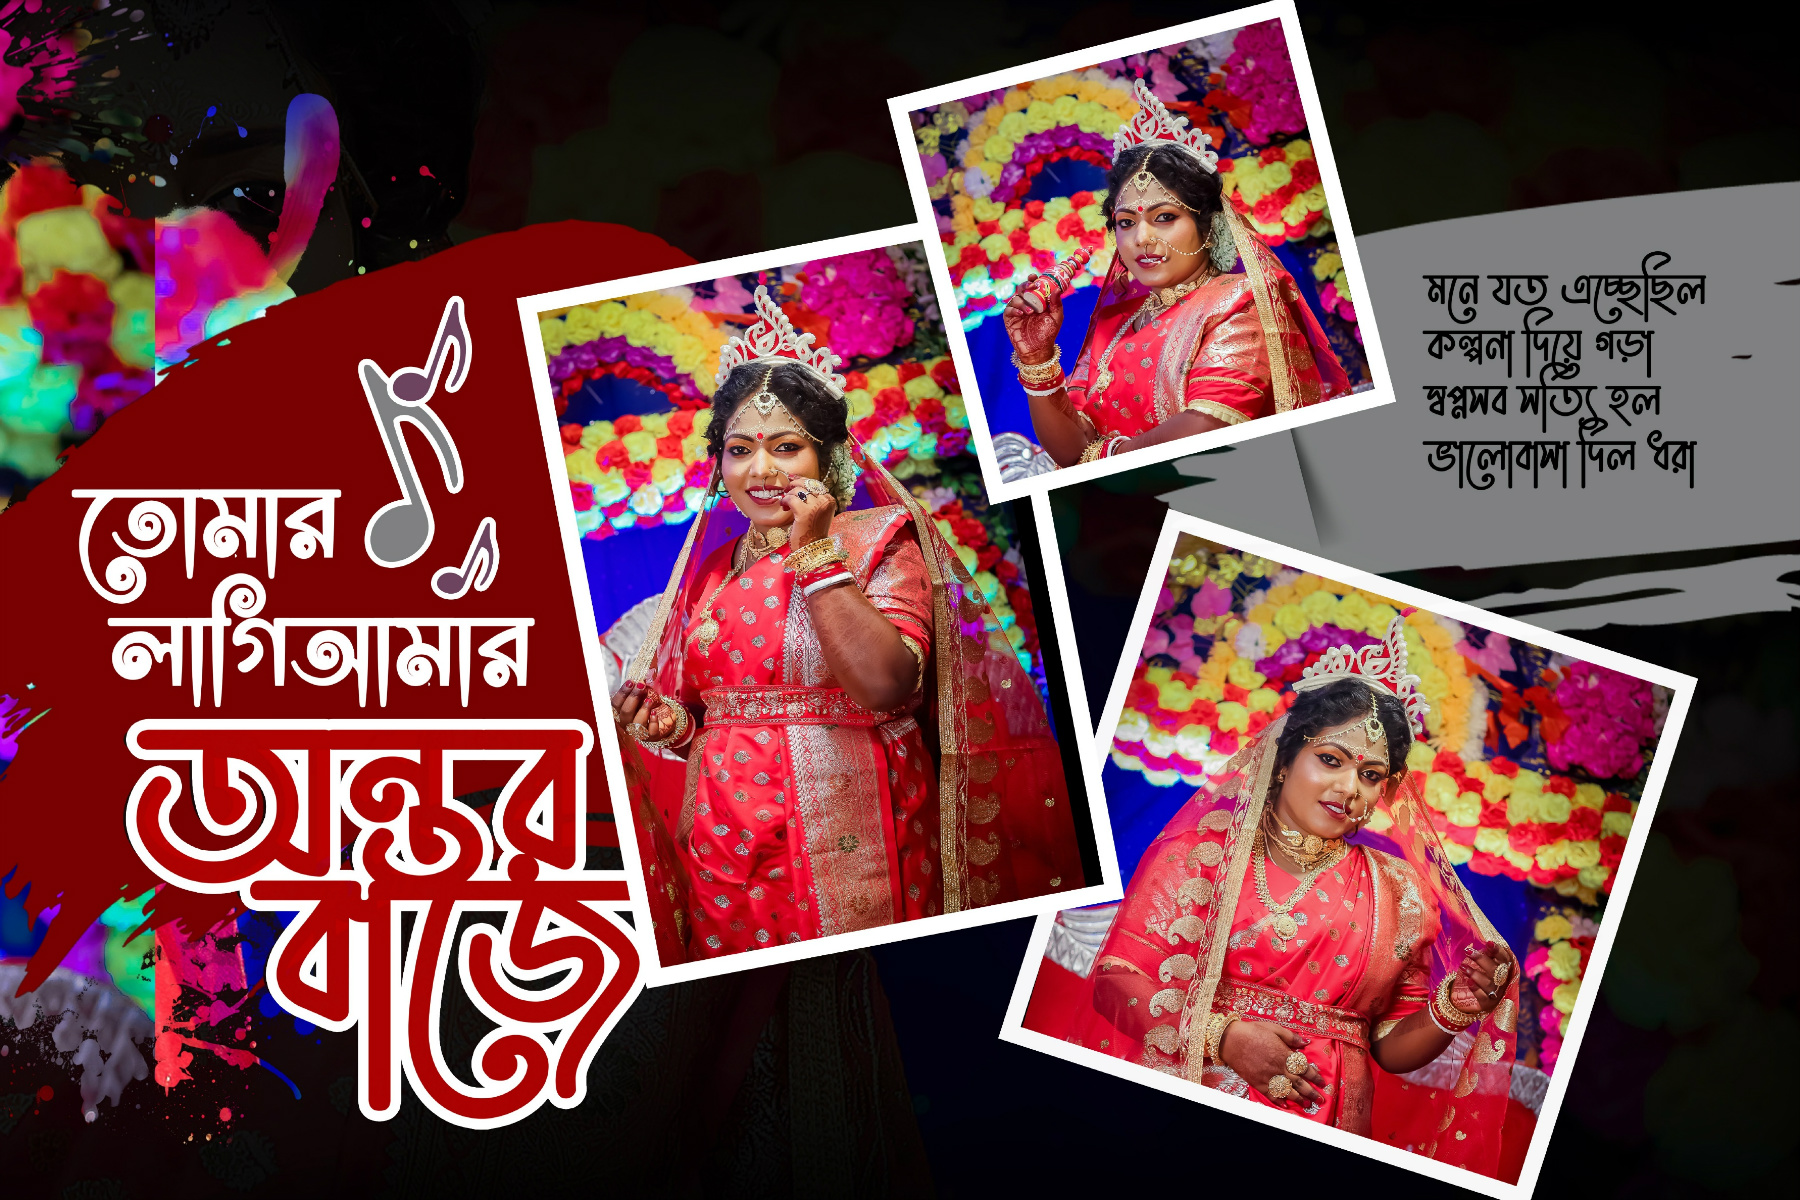 তোমার
লাগিআমার
অন্তর
বাজে
মনে যত এচ্ছেছিল
কল্পনা দিয়ে গড়া
স্বপ্নসব সত্যি হল
ভালোবাসা দিল ধরা